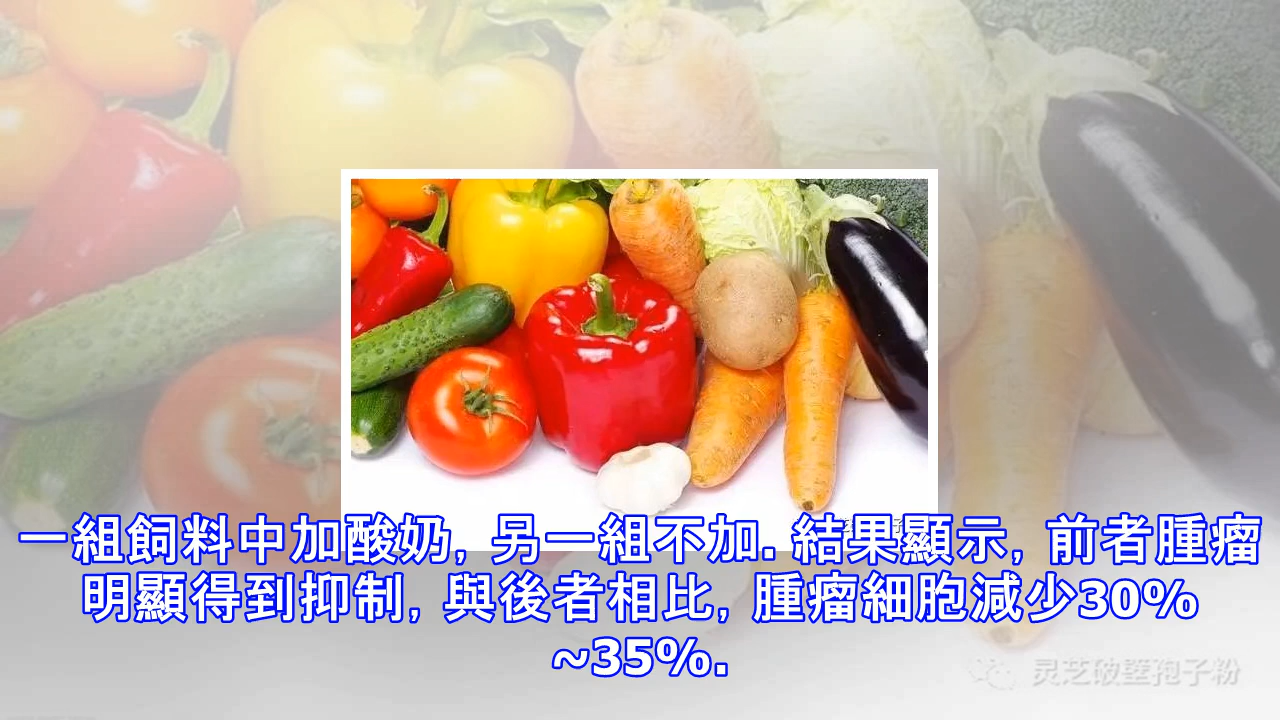 一組飼料中加酸奶, 另一組不加. 結果顯示, 前者腫瘤
明顯得到抑制, 與後者相比, 腫瘤細胞減少30%
~35%.
灵芝破壁孢子粉